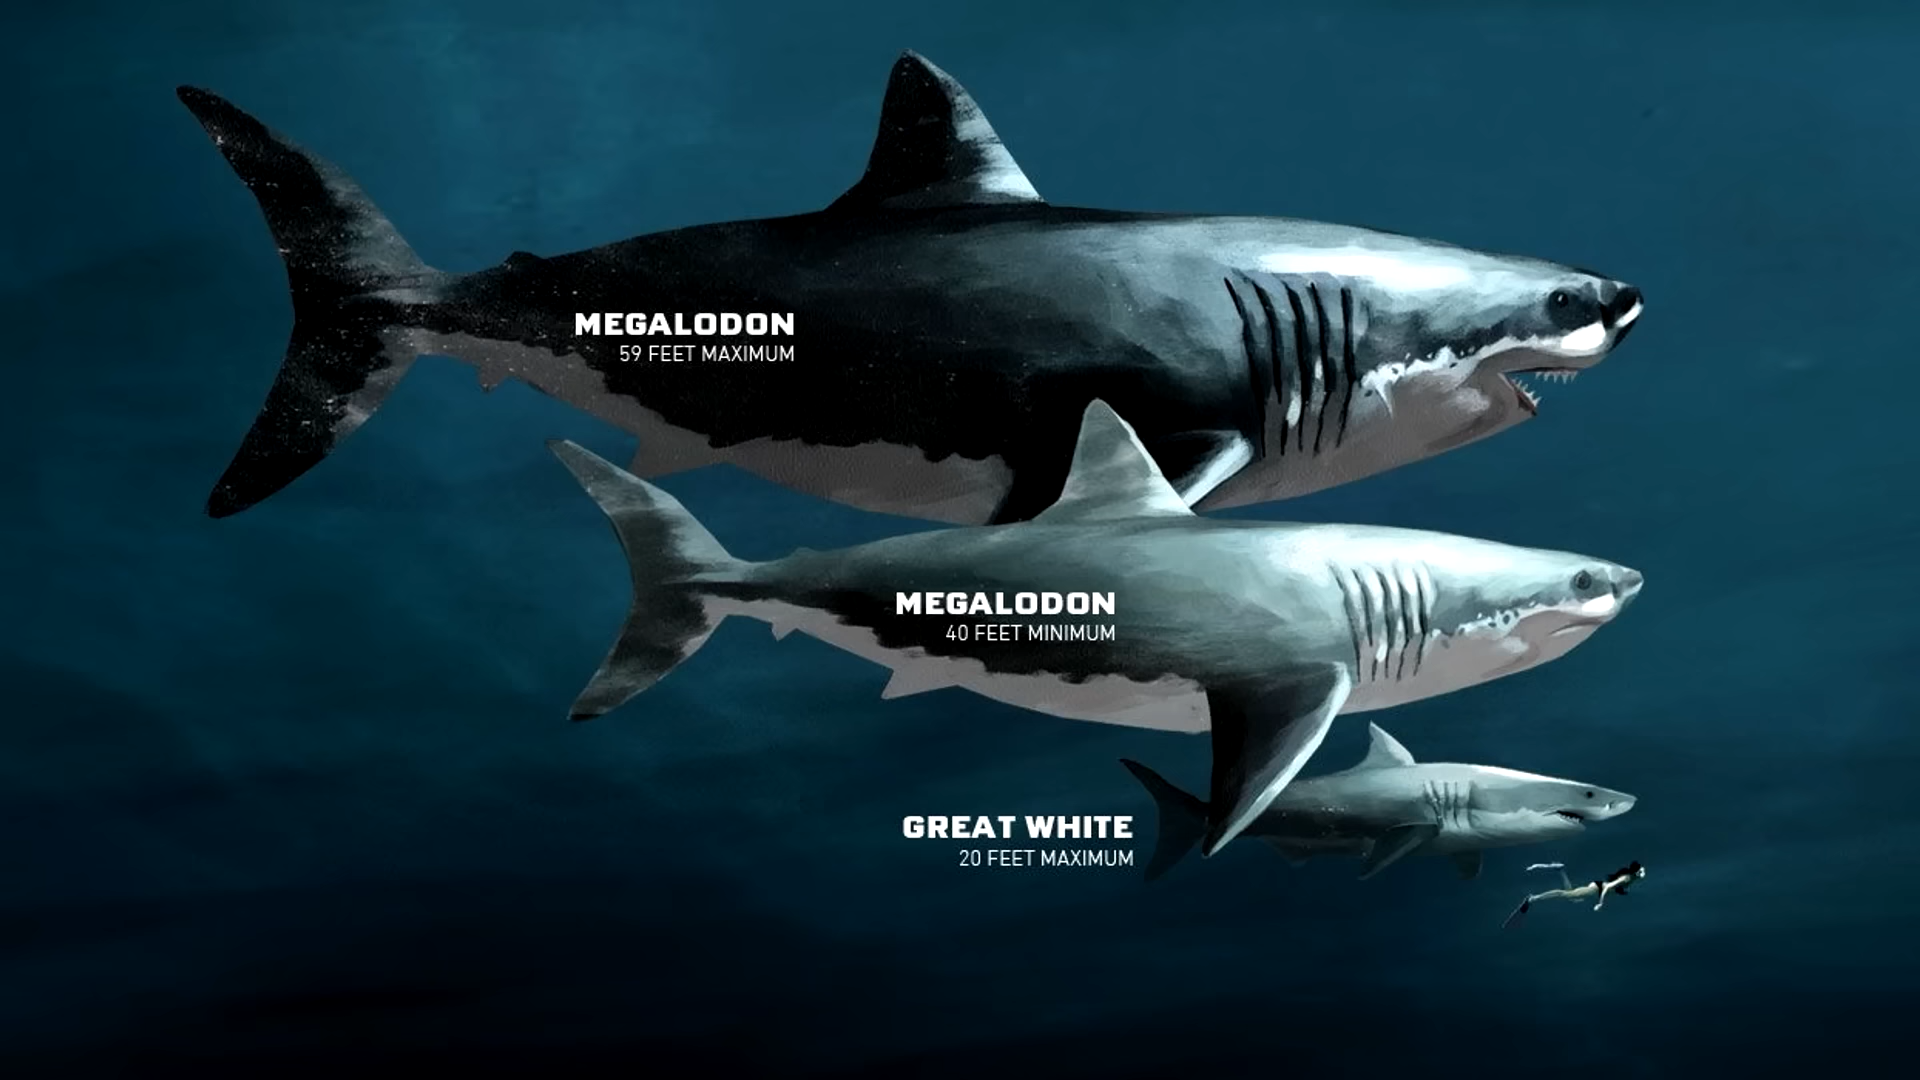 MEGALODON
59 FEET MAXIMUM
MEGALODON
40 FEET MINIMUM
GREAT WHITE
20 FEET MAXIMUM